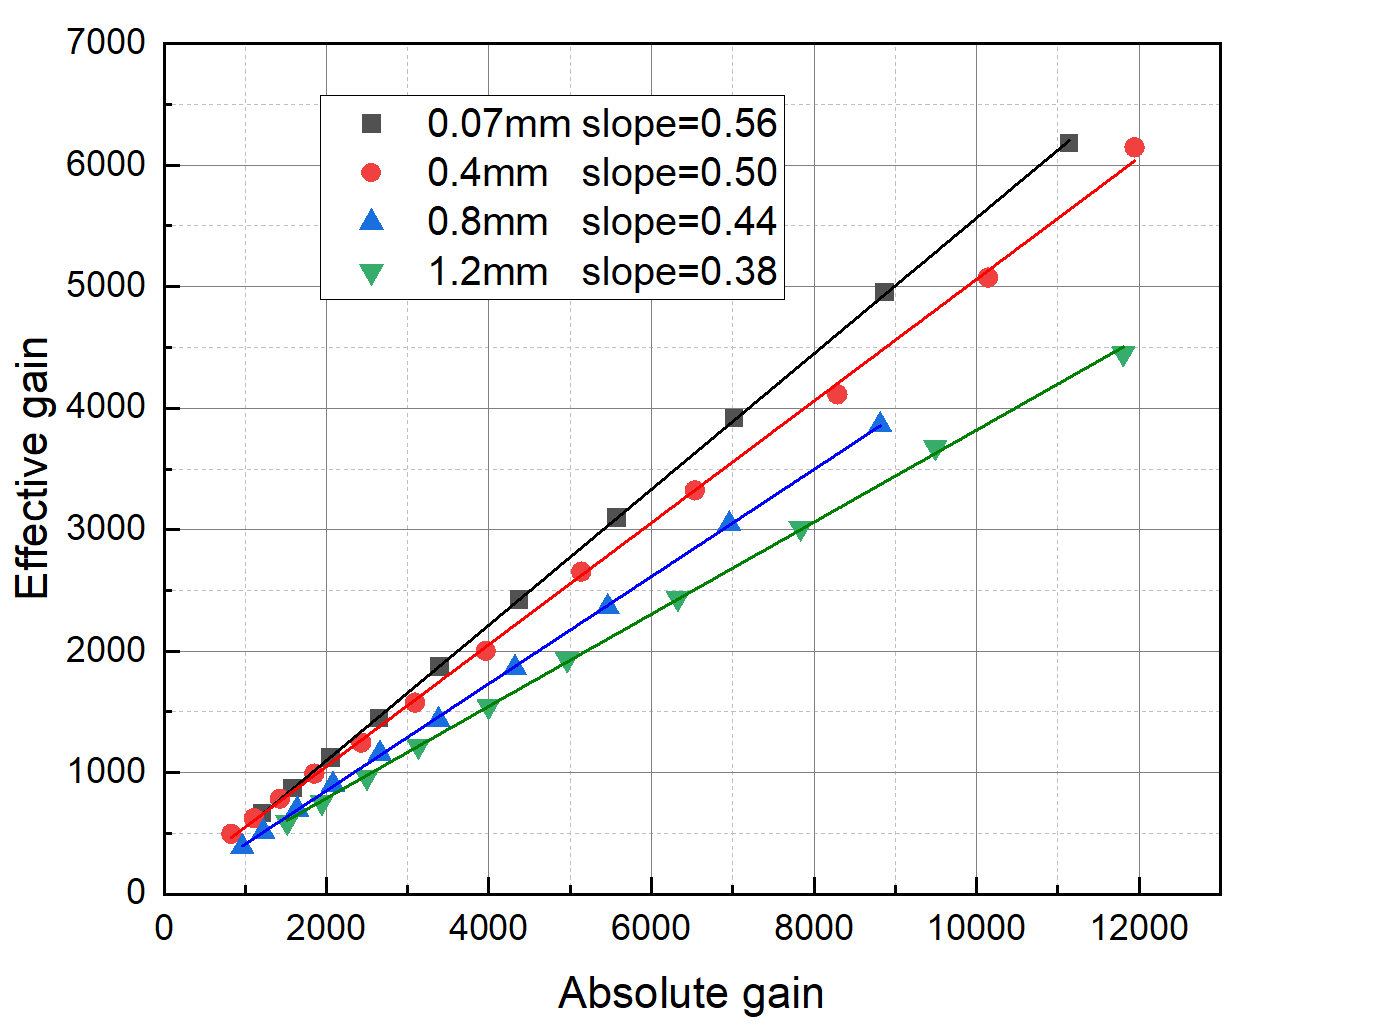 7000
6000
5000
4000
3000
2000
1000
0
Effective gain
0.07mm slope=0.56
0.4mm slope=0.50
0.8mm slope=0.44
1.2mm slope=0.38
0 2000 4000 6000 8000 10000 12000
Absolute gain